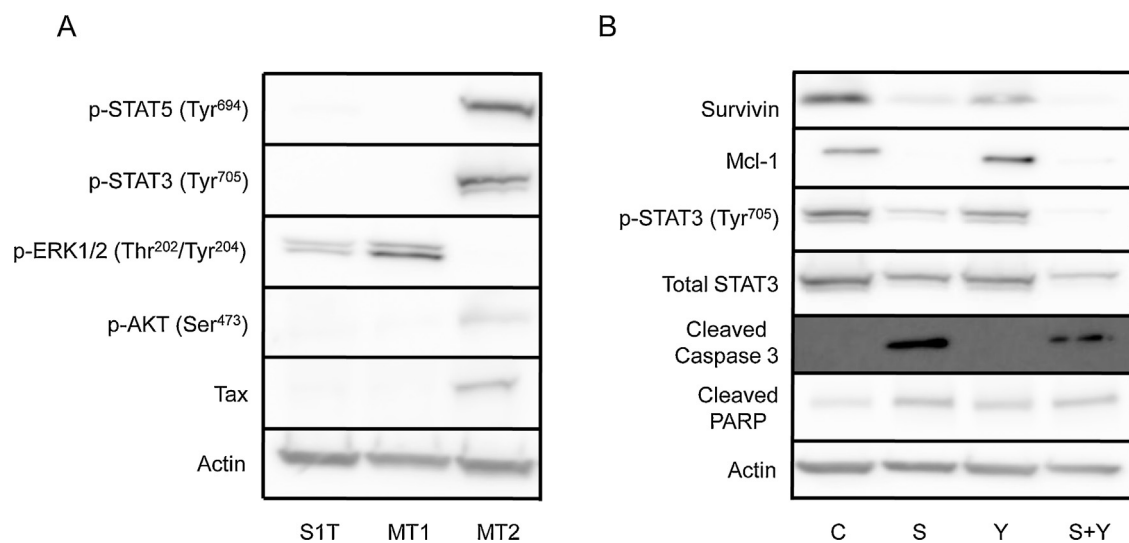 A
p-STAT5 (Tyr694)
p-STAT3 (Tyr705)
p-ERK1/2 (Thr202/Tyr204)
p-AKT (Ser473)
Tax
Actin
S1T MT1 MT2
B
Survivin
Mcl-1
p-STAT3 (Tyr705)
Total STAT3
Cleaved
Caspase 3
Cleaved
PARP
Actin
C S Y S+Y